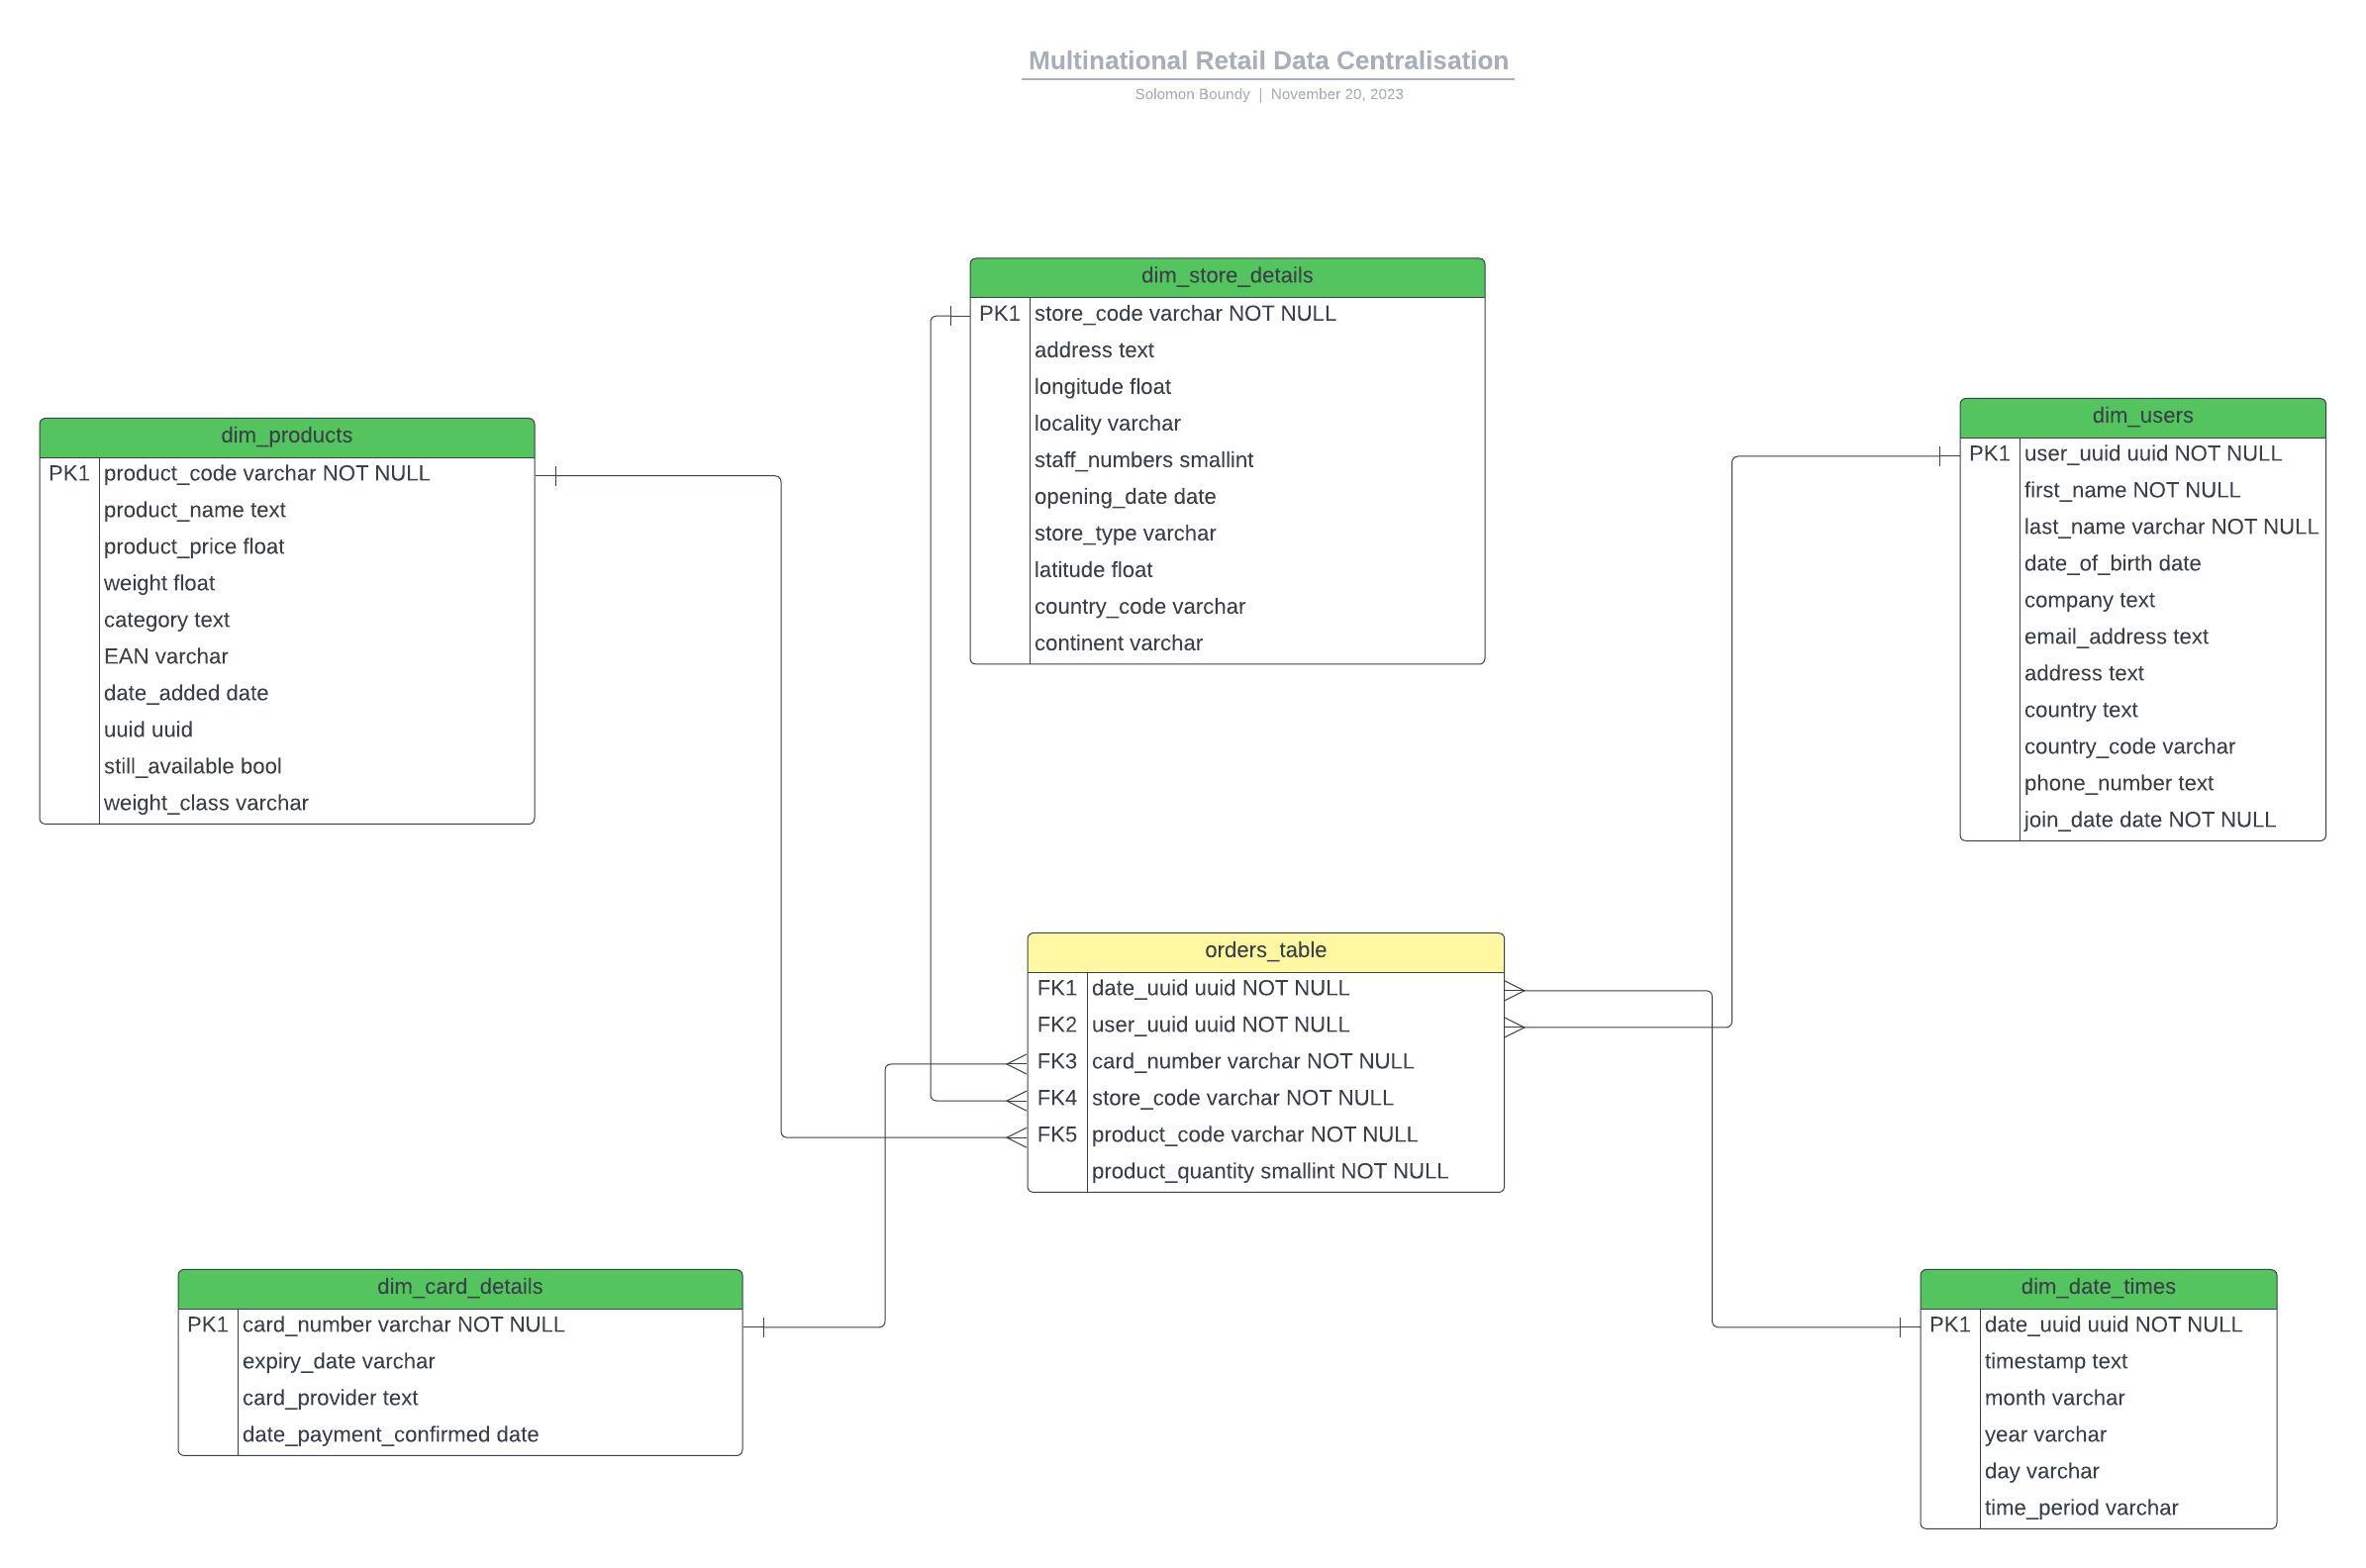 Multinational Retail Data Centralisation
Solomon Boundy | November 20, 2023
dim_store_details
PK1 store_code varchar NOT NULL
address text
longitude float
locality varchar
staff_numbers smallint
opening_date date
store_type varchar
latitude float
country_code varchar
continent varchar
dim_products
PK1 product_code varchar NOT NULL
product_name text
product_price float
weight float
category text
EAN varchar
date_added date
uuid uuid
still_available bool
weight_class varchar
dim_users
PK1 user_uuid uuid NOT NULL
first_name NOT NULL
last_name varchar NOT NULL
date_of_birth date
company text
email_address text
address text
country text
country_code varchar
phone_number text
join_date date NOT NULL
orders_table
FK1 date_uuid uuid NOT NULL
FK2 user_uuid uuid NOT NULL
FK3 card_number varchar NOT NULL
FK4 store_code varchar NOT NULL
FK5 product_code varchar NOT NULL
product_quantity smallint NOT NULL
dim_card_details
PK1 card_number varchar NOT NULL
expiry_date varchar
card_provider text
date_payment_confirmed date
dim_date_times
PK1 date_uuid uuid NOT NULL
timestamp text
month varchar
year varchar
day varchar
time_period varchar